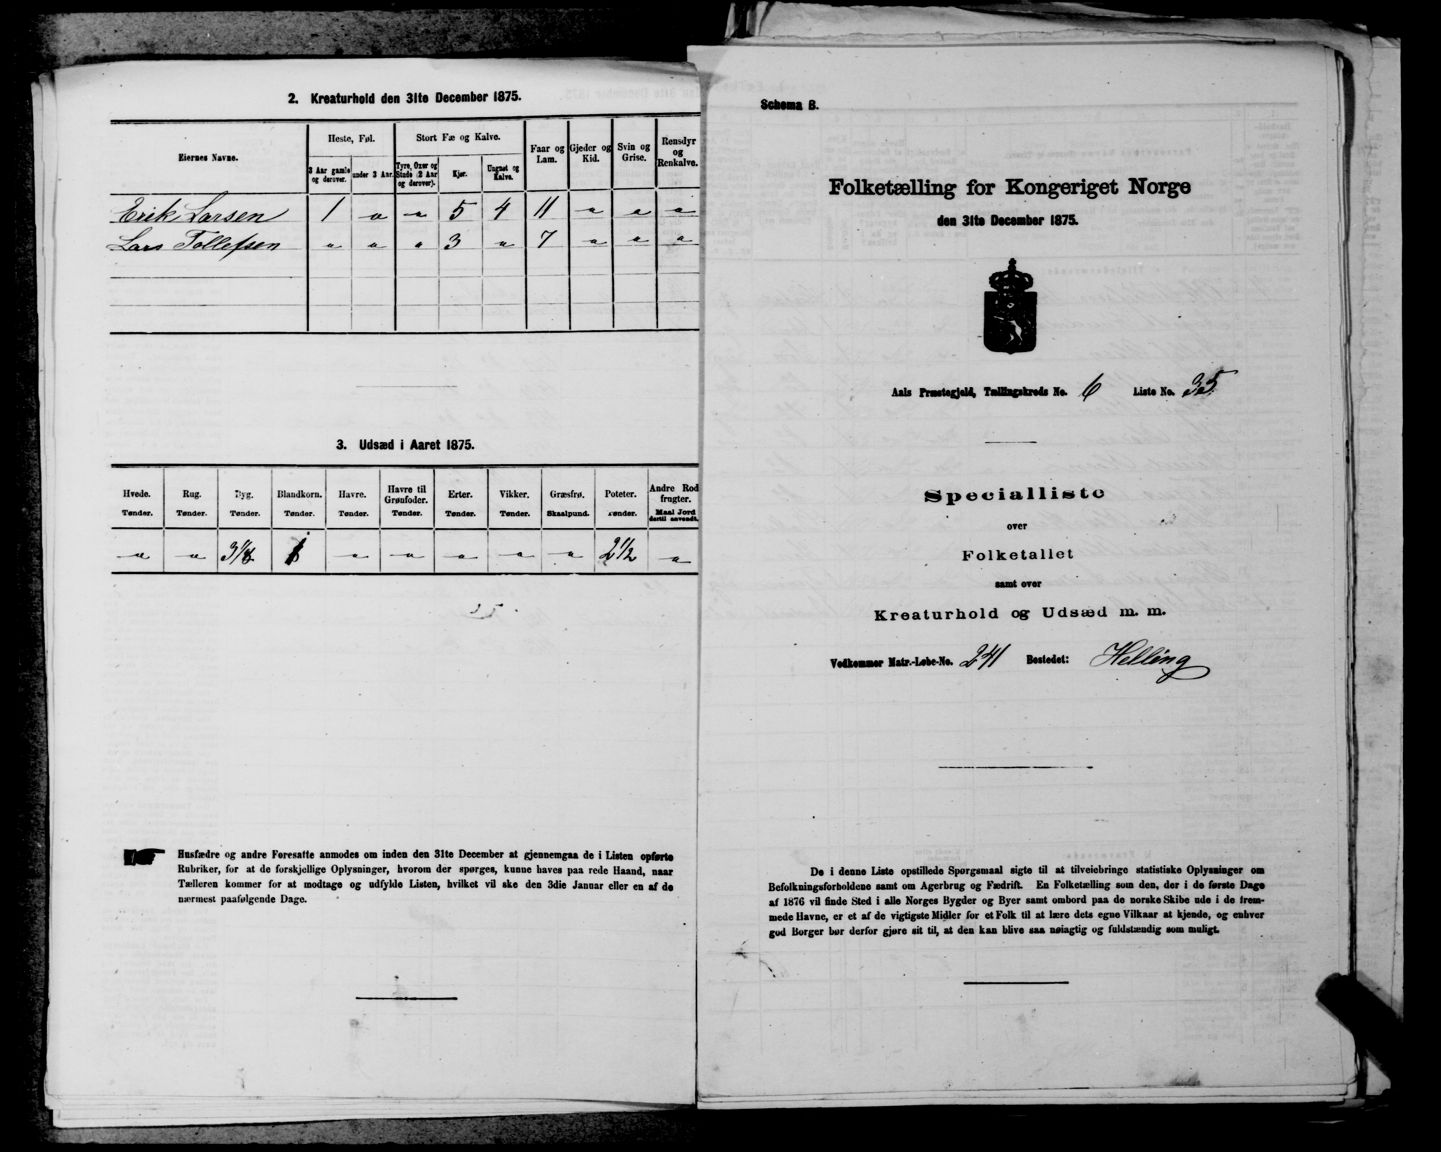 2. Kreaturhold den 31te December 1875.
Eiernes Navne.
Heste, Føl.
Stort Fæ og Kalve.
Faar og Lam.
Gjeder og Kid.
Svin og Grise.
Rensdyr og Renkalve.
3 Aar gamle og derover.
under 3 Aar.
Tyre, Oxer og Stude (2 Aar og derover).
Kjør.
Ungnøt og Kalve.
Erik Larsen 1 " " 5 4 11 " " "
Lars Tollefsen " " " 3 " 7 " " "
3. Udsæd i Aaret 1875.
Hvede. Rug. Byg. Blandkorn. Havre. Havre til Grønfoder. Erter. Vikker. Græsfrø. Poteter. Andre Rodfrugter.
Tønder. Tønder. Tønder. Tønder. Tønder. Tønder. Tønder. Tønder. Skaalpund. Tønder. Maal Jord dertil anvendt.
" " 3 1/8 " " " " " 2 1/2 "
Husfædre og andre Foresatte anmodes om inden den 31te December at gjennemgaa de i Listen opførte
Rubriker, for at de forskjellige Oplysninger, hvorom der spørges, kunne haves paa rede Haand, naar
Tælleren kommer for at modtage og udfylde Listen, hvilket vil ske den 3die Januar eller en af de
nærmest paafølgende Dage.
Schema B.
Folketælling for Kongeriget Norge
den 31te December 1875.
Aals Præstegjeld, Tællingskreds No. 6 Liste No. 35
Specialliste
over
Folketallet
samt over
Kreaturhold og Udsæd m. m.
Vedkommer Matr.-Løbe-No. 241 Bostedet: Helling
De i denne Liste opstillede Spørgsmaal sigte til at tilveiebringe statistiske Oplysninger om
Befolkningsforholdene samt om Agerbrug og Fædrift. En Folketælling som den, der i de første Dage
af 1876 vil finde Sted i alle Norges Bygder og Byer samt ombord paa de norske Skibe ude i de frem-
mede Havne, er et af de vigtigste Midler for et Folk til at lære dets egne Vilkaar at kjende, og enhver
god Borger bør derfor gjøre sit til, at den kan blive saa nøiagtig og fuldstændig som muligt.